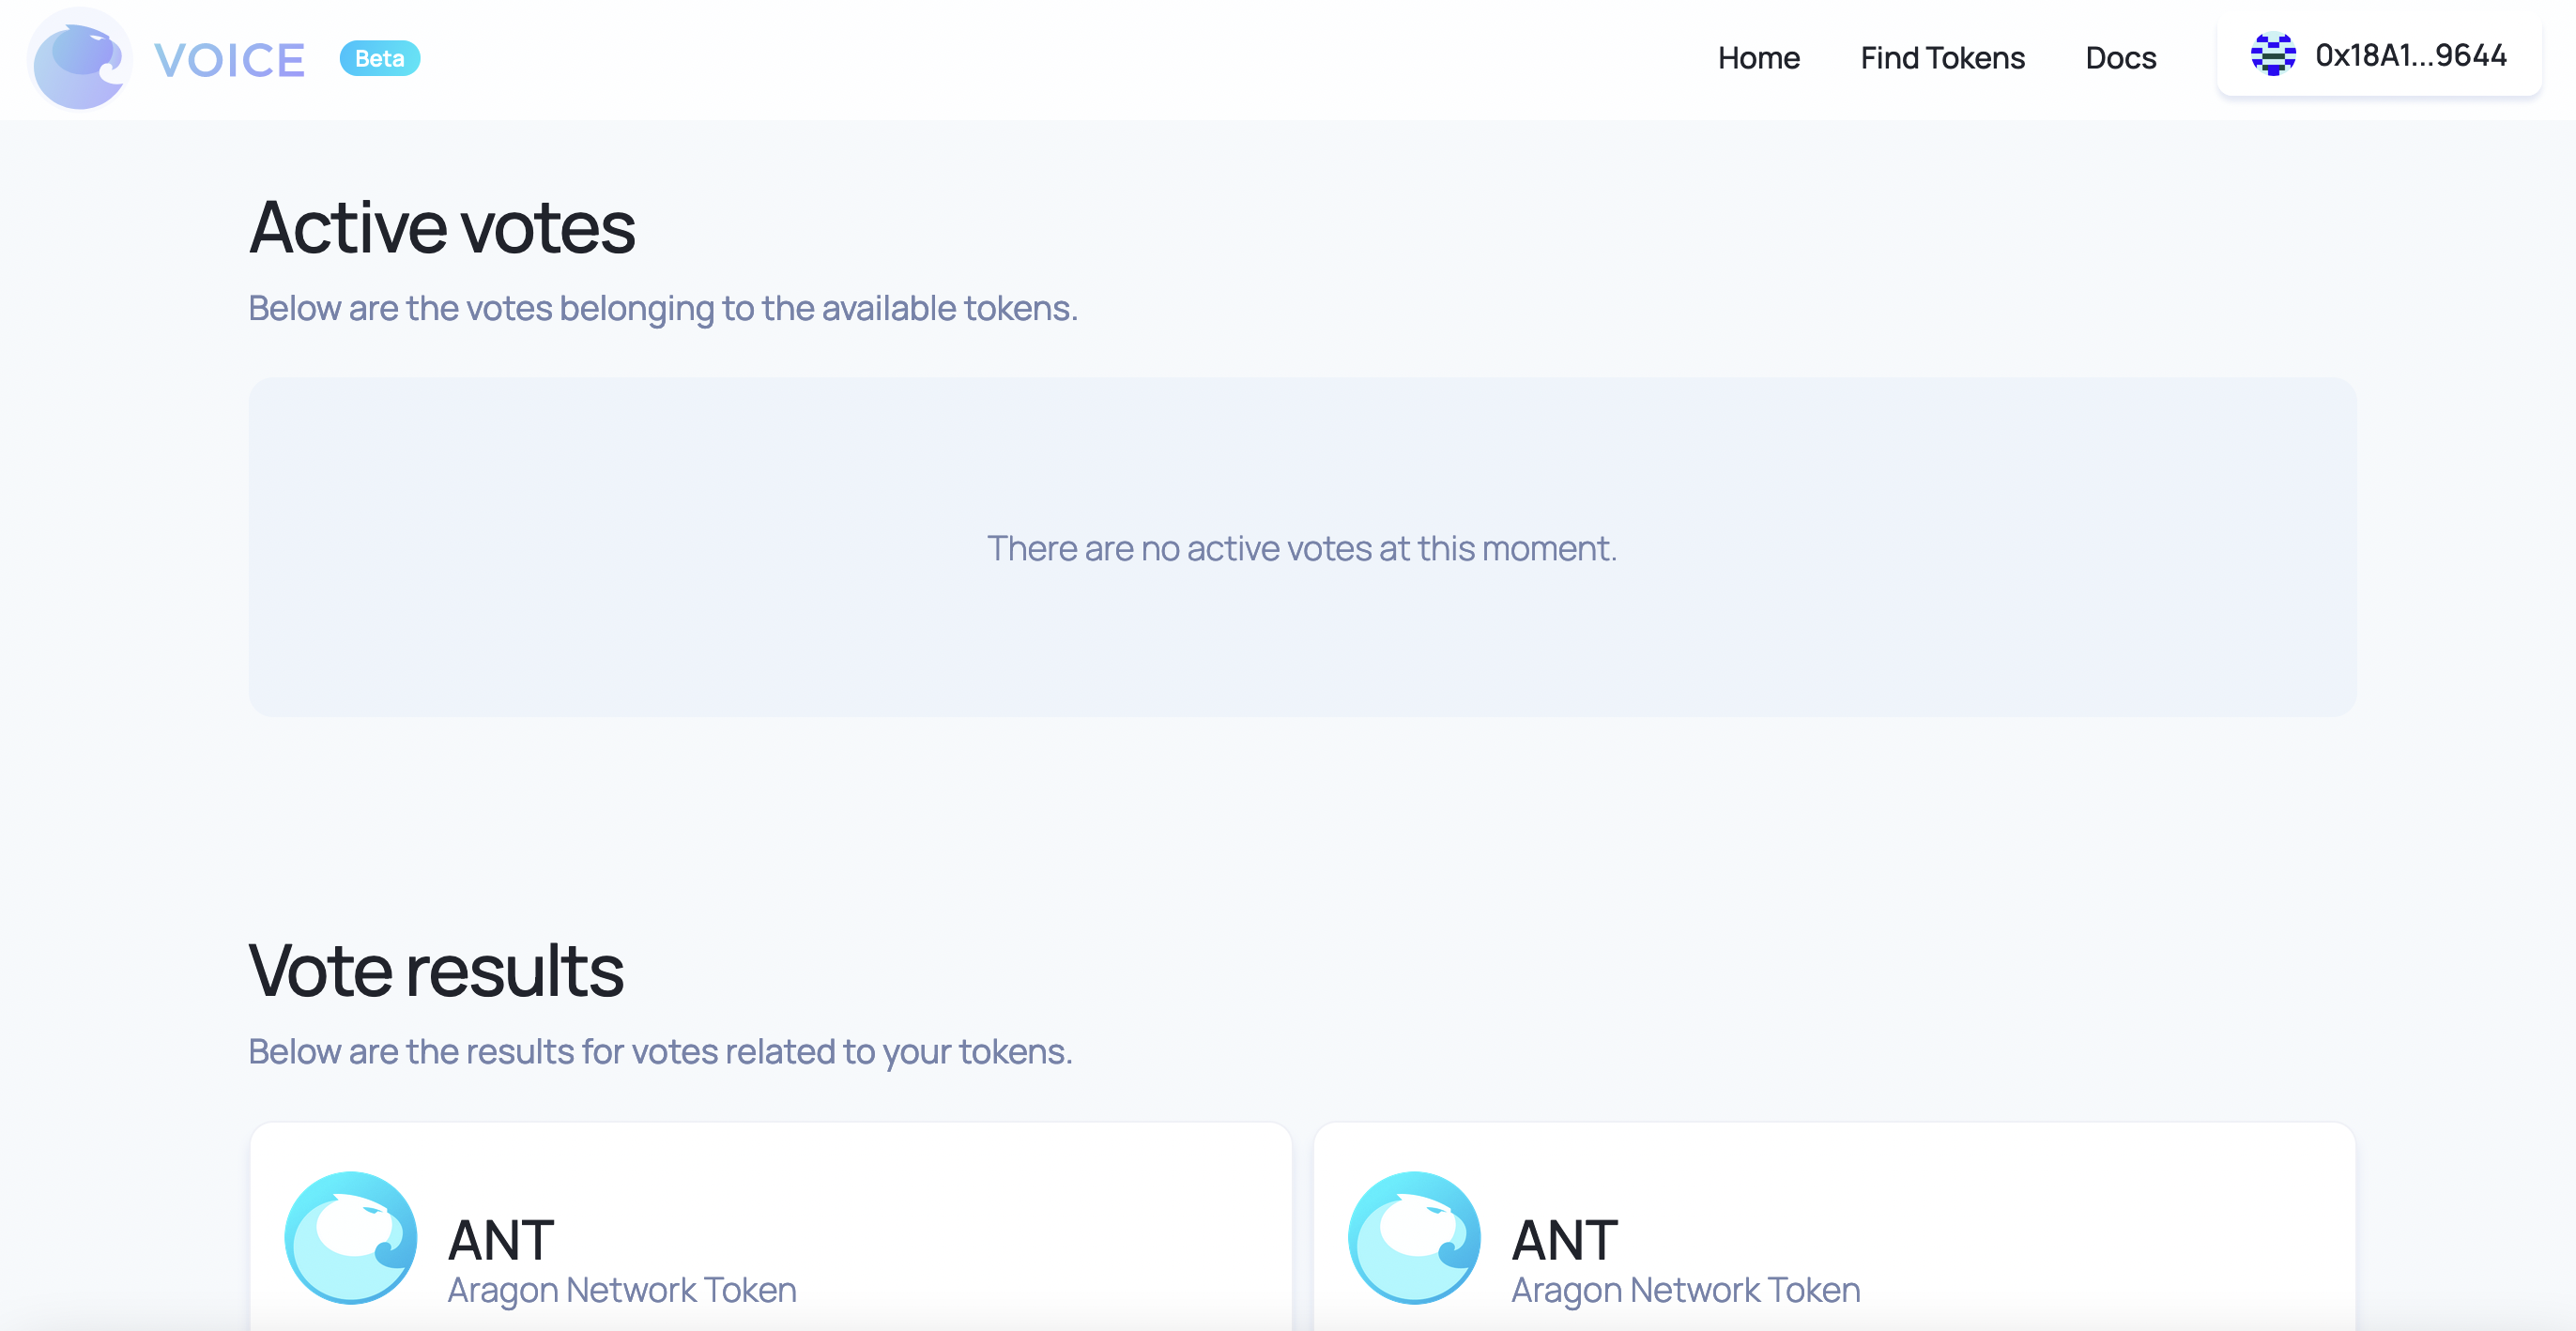 VOICE Beta Home Find Tokens Docs 0x18A1...9644
Active votes
Below are the votes belonging to the available tokens.
There are no active votes at this moment.
Vote results
Below are the results for votes related to your tokens.
ANT
Aragon Network Token
ANT
Aragon Network Token